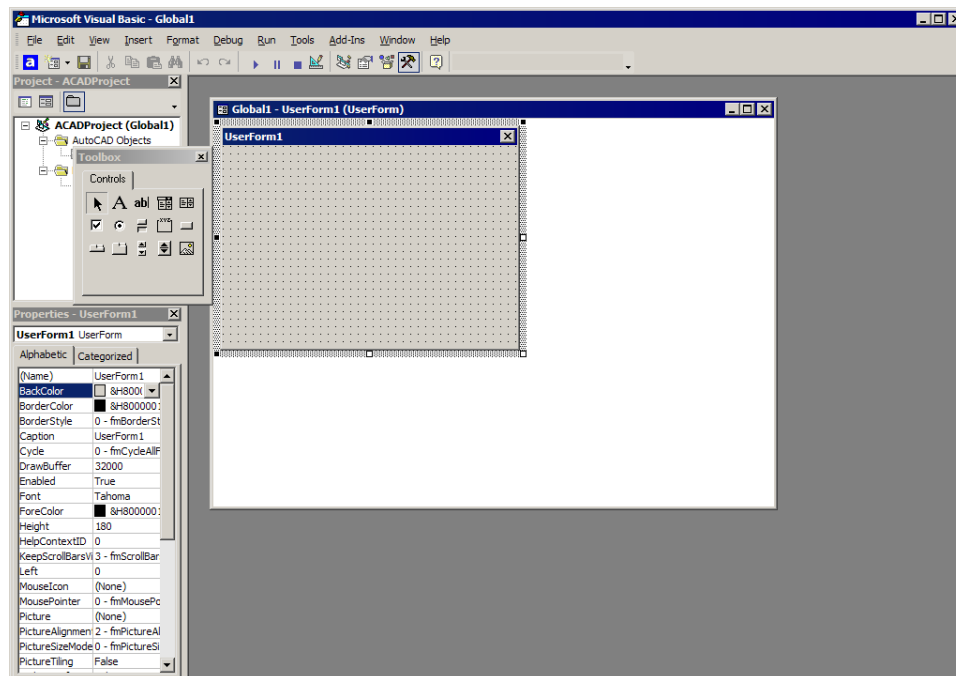 Microsoft Visual Basic - Global1
File Edit View Insert Format Debug Run Tools Add-Ins Window Help
Project - ACADProject
ACADProject (Global1)
AutoCAD Objects
Toolbox
Controls
A abl
XYZ
Global1 - UserForm1 (UserForm)
UserForm1
Properties - UserForm1
UserForm1 UserForm
Alphabetic Categorized
(Name) UserForm1
BackColor &H800(
BorderColor &H800000:
BorderStyle 0 - fmBorderSt
Caption UserForm1
Cycle 0 - fmCycleAllF
DrawBuffer 32000
Enabled True
Font Tahoma
ForeColor &H800000:
Height 180
HelpContextID 0
KeepScrollBarsVi 3 - fmScrollBar
Left 0
MouseIcon (None)
MousePointer 0 - fmMousePo
Picture (None)
PictureAlignmen 2 - fmPictureAl
PictureSizeMode 0 - fmPictureSi
PictureTiling False